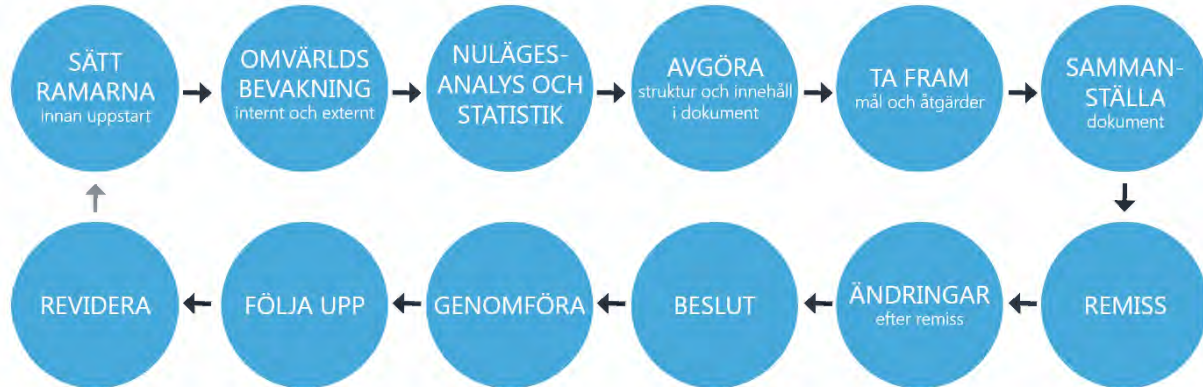 SÄTT
RAMARNA
innan uppstart
OMVÄRLDS
BEVAKNING
internt och externt
NULÄGES-
ANALYS OCH
STATISTIK
AVGÖRA
struktur och innehåll
i dokument
TA FRAM
mål och åtgärder
SAMMAN-
STÄLLA
dokument
REMISS
ÄNDRINGAR
efter remiss
BESLUT
GENOMFÖRA
FÖLJA UPP
REVIDERA